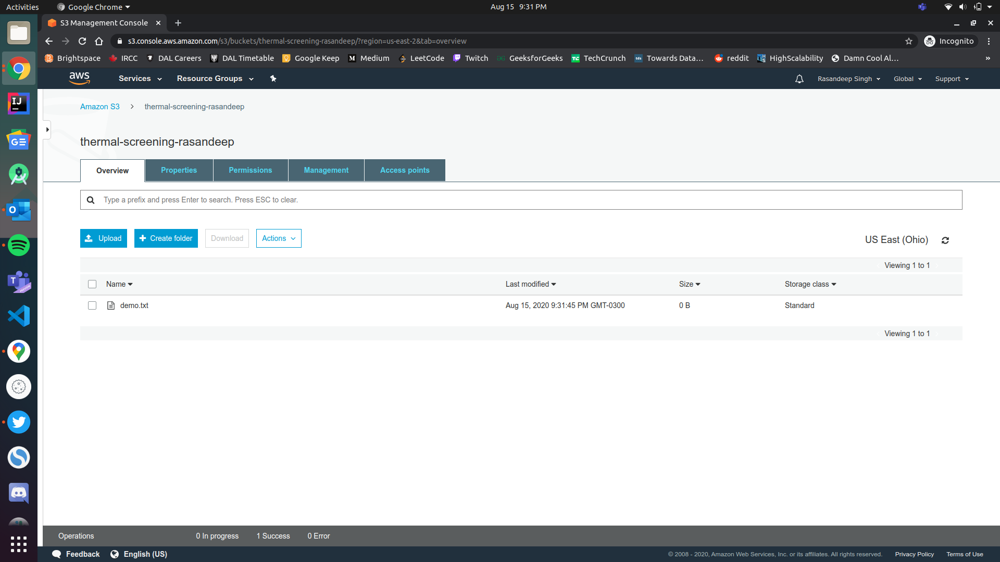 Activities Google Chrome Aug 15 9:31 PM
S3 Management Console
s3.console.aws.amazon.com/s3/buckets/thermal-screening-rasandeep/?region=us-east-2&tab=overview Incognito
Brightspace IRCC DAL Careers DAL Timetable Google Keep Medium LeetCode Twitch GeeksforGeeks TechCrunch Towards Data... reddit HighScalability Damn Cool Al... »
aws Services Resource Groups Rasandeep Singh Global Support
Amazon S3 > thermal-screening-rasandeep
thermal-screening-rasandeep
Overview Properties Permissions Management Access points
Type a prefix and press Enter to search. Press ESC to clear.
Upload Create folder Download Actions US East (Ohio)
Viewing 1 to 1
Name Last modified Size Storage class
demo.txt Aug 15, 2020 9:31:45 PM GMT-0300 0 B Standard
Viewing 1 to 1
Operations 0 In progress 1 Success 0 Error
Feedback English (US) © 2008 - 2020, Amazon Web Services, Inc. or its affiliates. All rights reserved. Privacy Policy Terms of Use